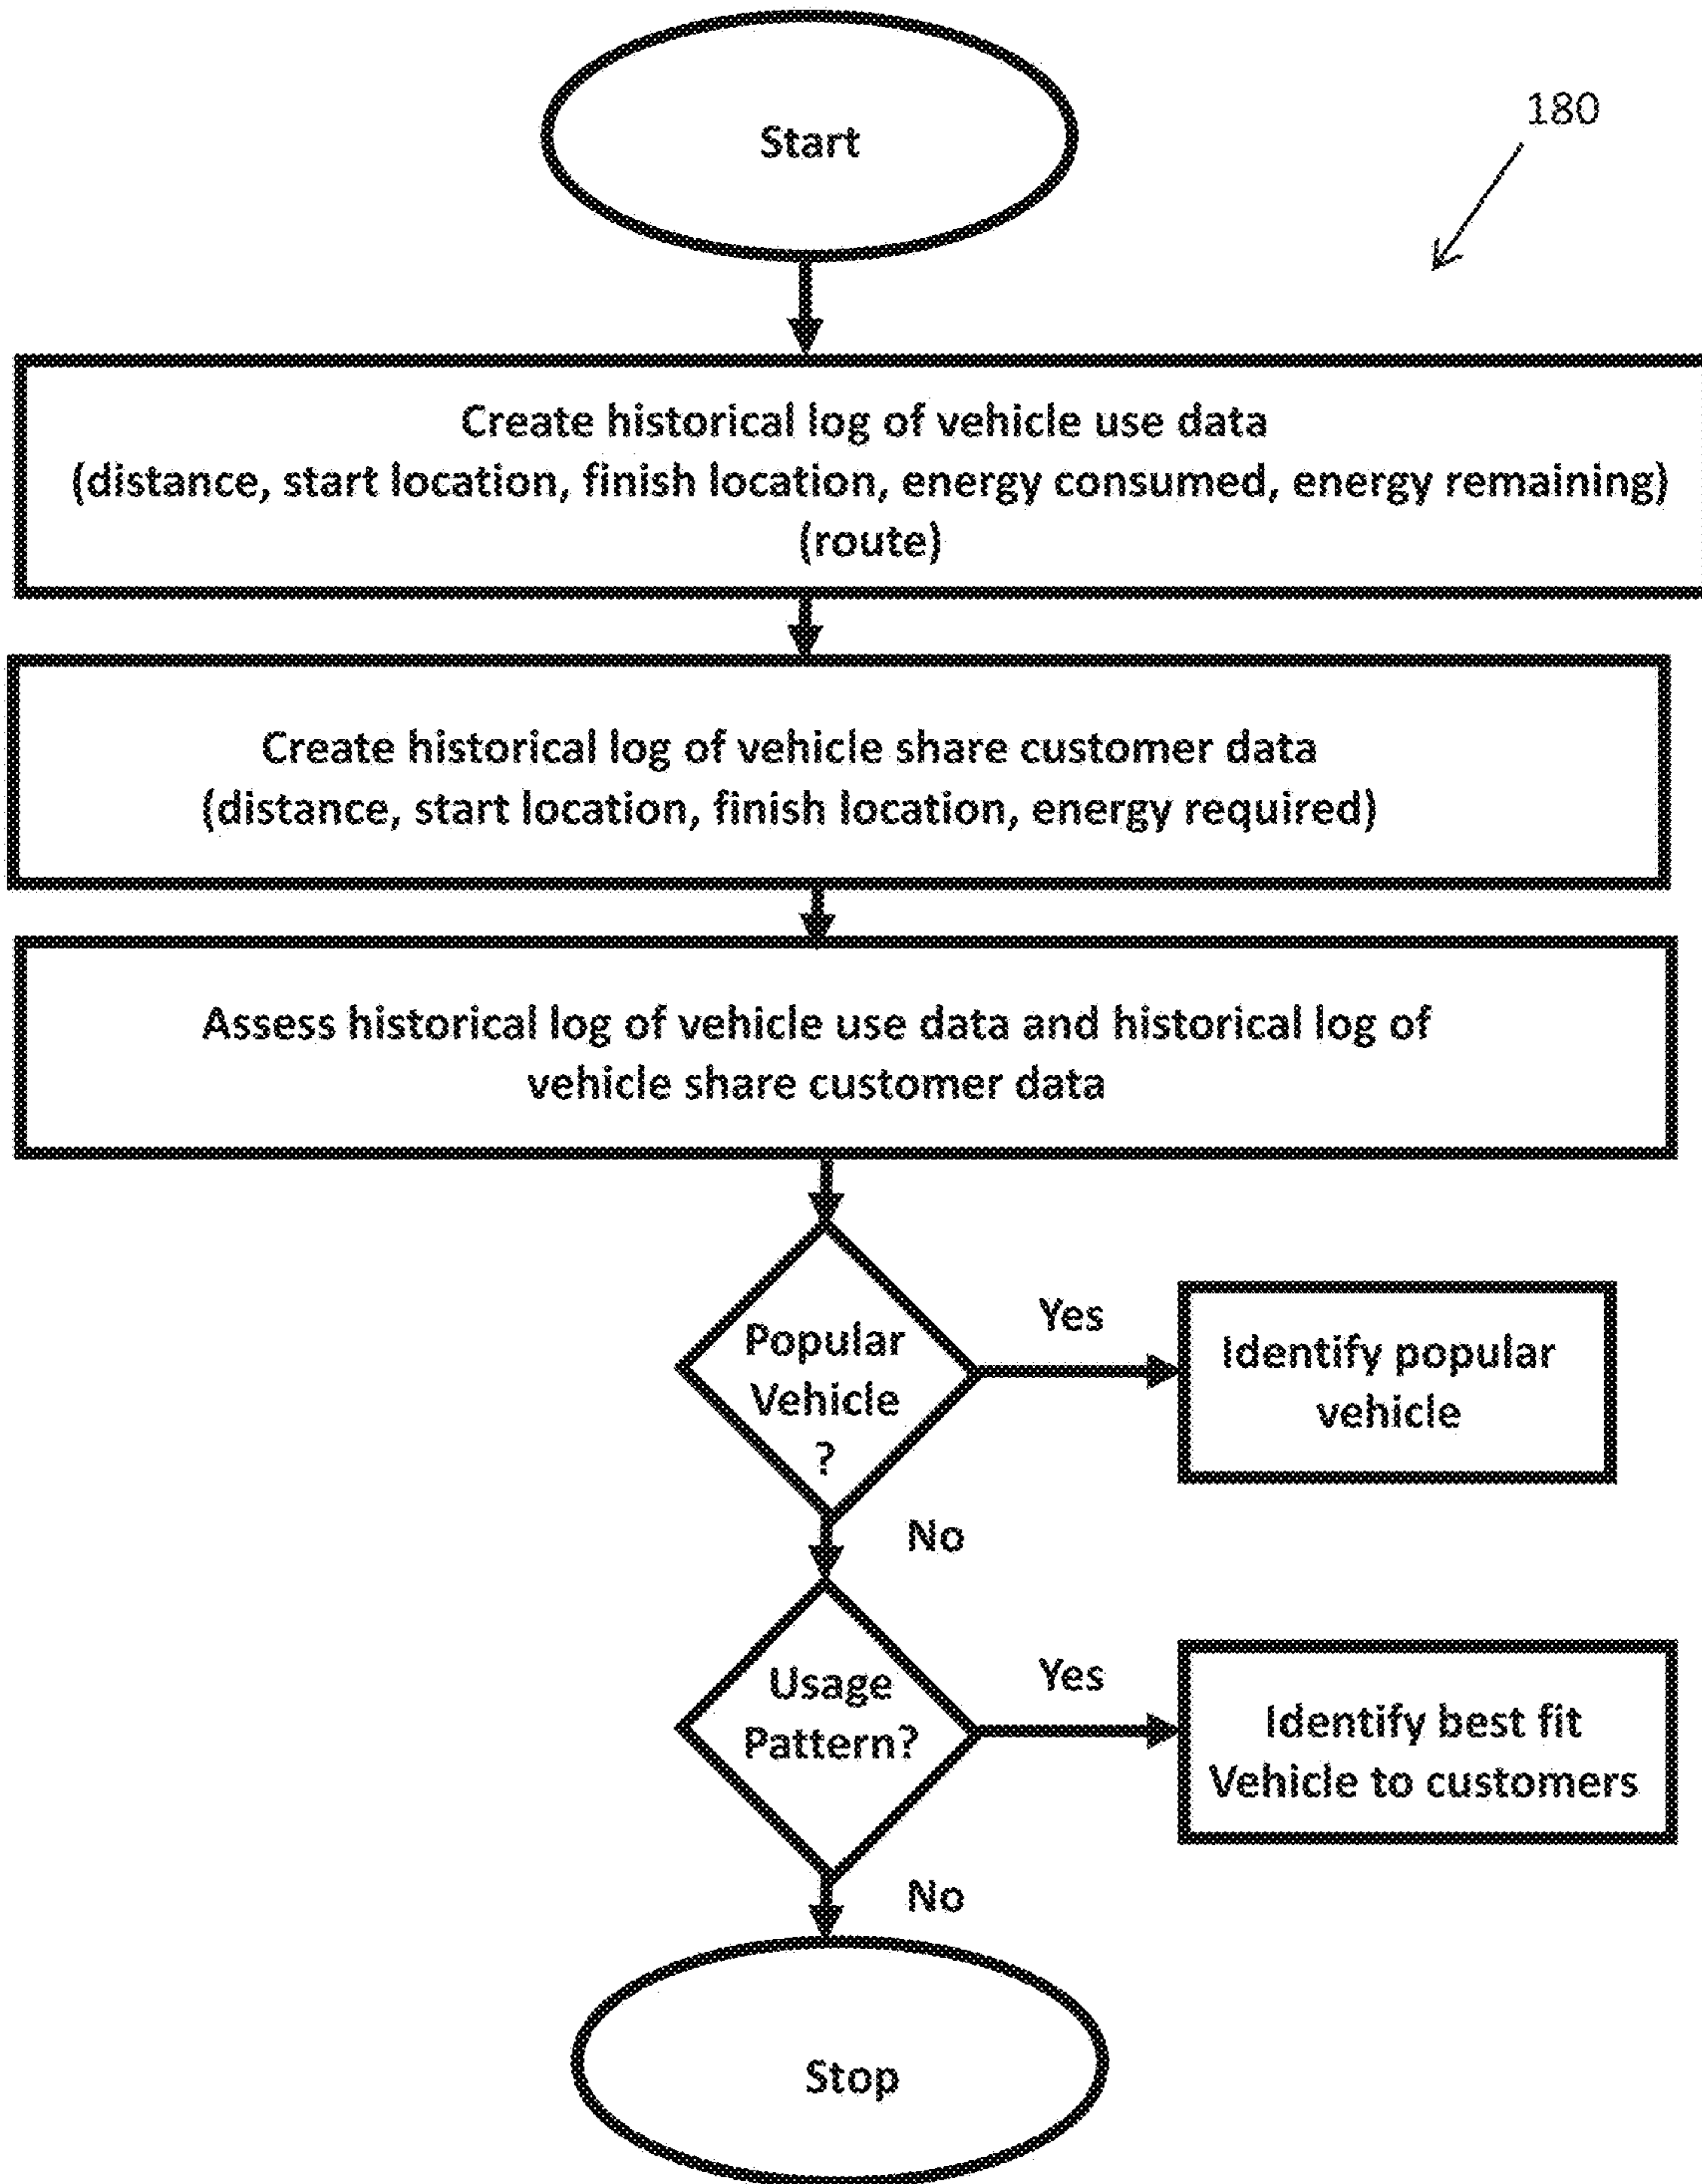 Start
180
Create historical log of vehicle use data
(distance, start location, finish location, energy consumed, energy remaining)
(route)
Create historical log of vehicle share customer data
(distance, start location, finish location, energy required)
Assess historical log of vehicle use data and historical log of
vehicle share customer data
Popular
Vehicle
?
Yes
Identify popular
vehicle
No
Usage
Pattern?
Yes
Identify best fit
Vehicle to customers
No
Stop